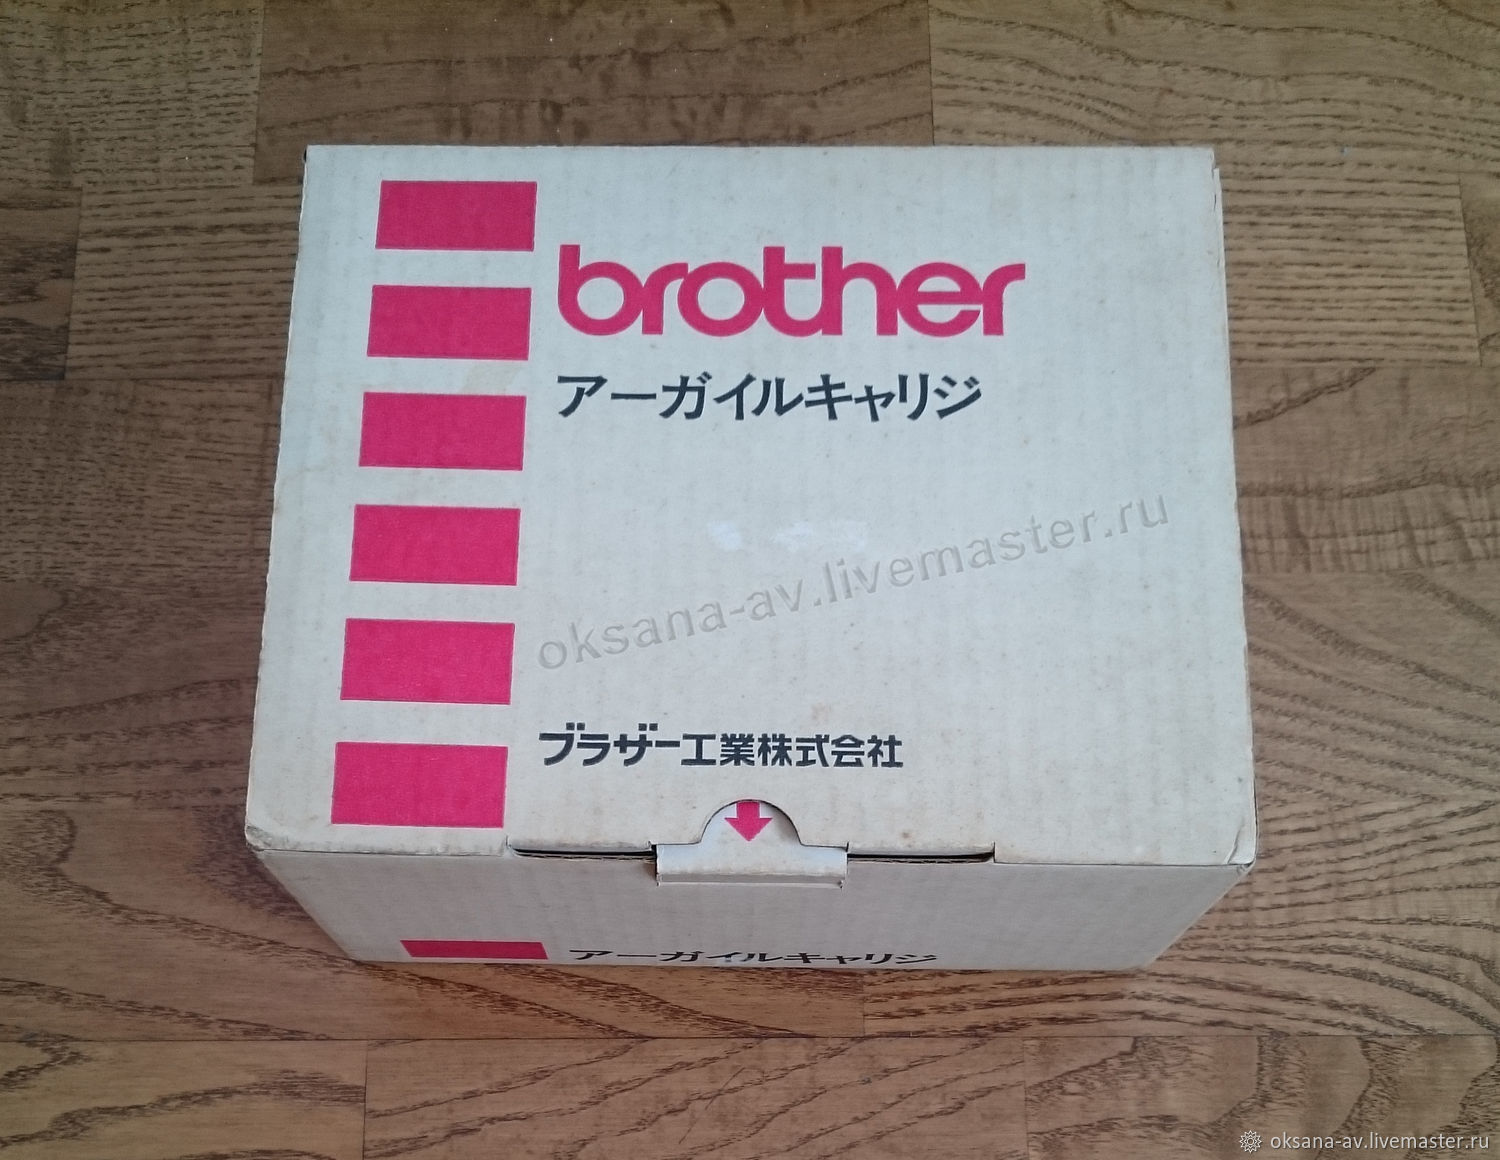 brother
アーガイルキャリジ
oksana-av.livemaster.ru
ブラザー工業株式会社
アーガイルキャリジ
oksana-av.livemaster.ru